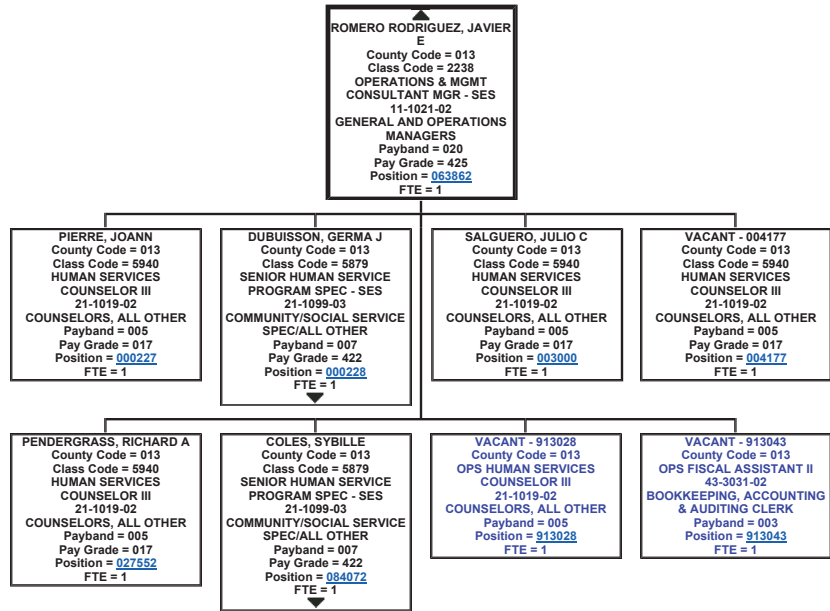 ROMERO RODRIGUEZ, JAVIER
E
County Code = 013
Class Code = 2238
OPERATIONS & MGMT
CONSULTANT MGR - SES
11-1021-02
GENERAL AND OPERATIONS
MANAGERS
Payband = 020
Pay Grade = 425
Position = 063862
FTE = 1
PIERRE, JOANN
County Code = 013
Class Code = 5940
HUMAN SERVICES
COUNSELOR III
21-1019-02
COUNSELORS, ALL OTHER
Payband = 005
Pay Grade = 017
Position = 000227
FTE = 1
DUBUISSON, GERMA J
County Code = 013
Class Code = 5879
SENIOR HUMAN SERVICE
PROGRAM SPEC - SES
21-1099-03
COMMUNITY/SOCIAL SERVICE
SPEC/ALL OTHER
Payband = 007
Pay Grade = 422
Position = 000228
FTE = 1
SALGUERO, JULIO C
County Code = 013
Class Code = 5940
HUMAN SERVICES
COUNSELOR III
21-1019-02
COUNSELORS, ALL OTHER
Payband = 005
Pay Grade = 017
Position = 003000
FTE = 1
VACANT - 004177
County Code = 013
Class Code = 5940
HUMAN SERVICES
COUNSELOR III
21-1019-02
COUNSELORS, ALL OTHER
Payband = 005
Pay Grade = 017
Position = 004177
FTE = 1
PENDERGRASS, RICHARD A
County Code = 013
Class Code = 5940
HUMAN SERVICES
COUNSELOR III
21-1019-02
COUNSELORS, ALL OTHER
Payband = 005
Pay Grade = 017
Position = 027552
FTE = 1
COLES, SYBILLE
County Code = 013
Class Code = 5879
SENIOR HUMAN SERVICE
PROGRAM SPEC - SES
21-1099-03
COMMUNITY/SOCIAL SERVICE
SPEC/ALL OTHER
Payband = 007
Pay Grade = 422
Position = 084072
FTE = 1
VACANT - 913028
County Code = 013
OPS HUMAN SERVICES
COUNSELOR III
21-1019-02
COUNSELORS, ALL OTHER
Payband = 005
Position = 913028
FTE = 1
VACANT - 913043
County Code = 013
OPS FISCAL ASSISTANT II
43-3031-02
BOOKKEEPING, ACCOUNTING
& AUDITING CLERK
Payband = 003
Position = 913043
FTE = 1